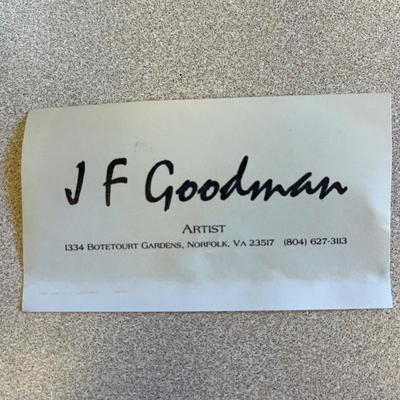 J F Goodman
ARTIST
1334 BOTETOURT GARDENS, NORFOLK, VA 23517 (804) 627-3113